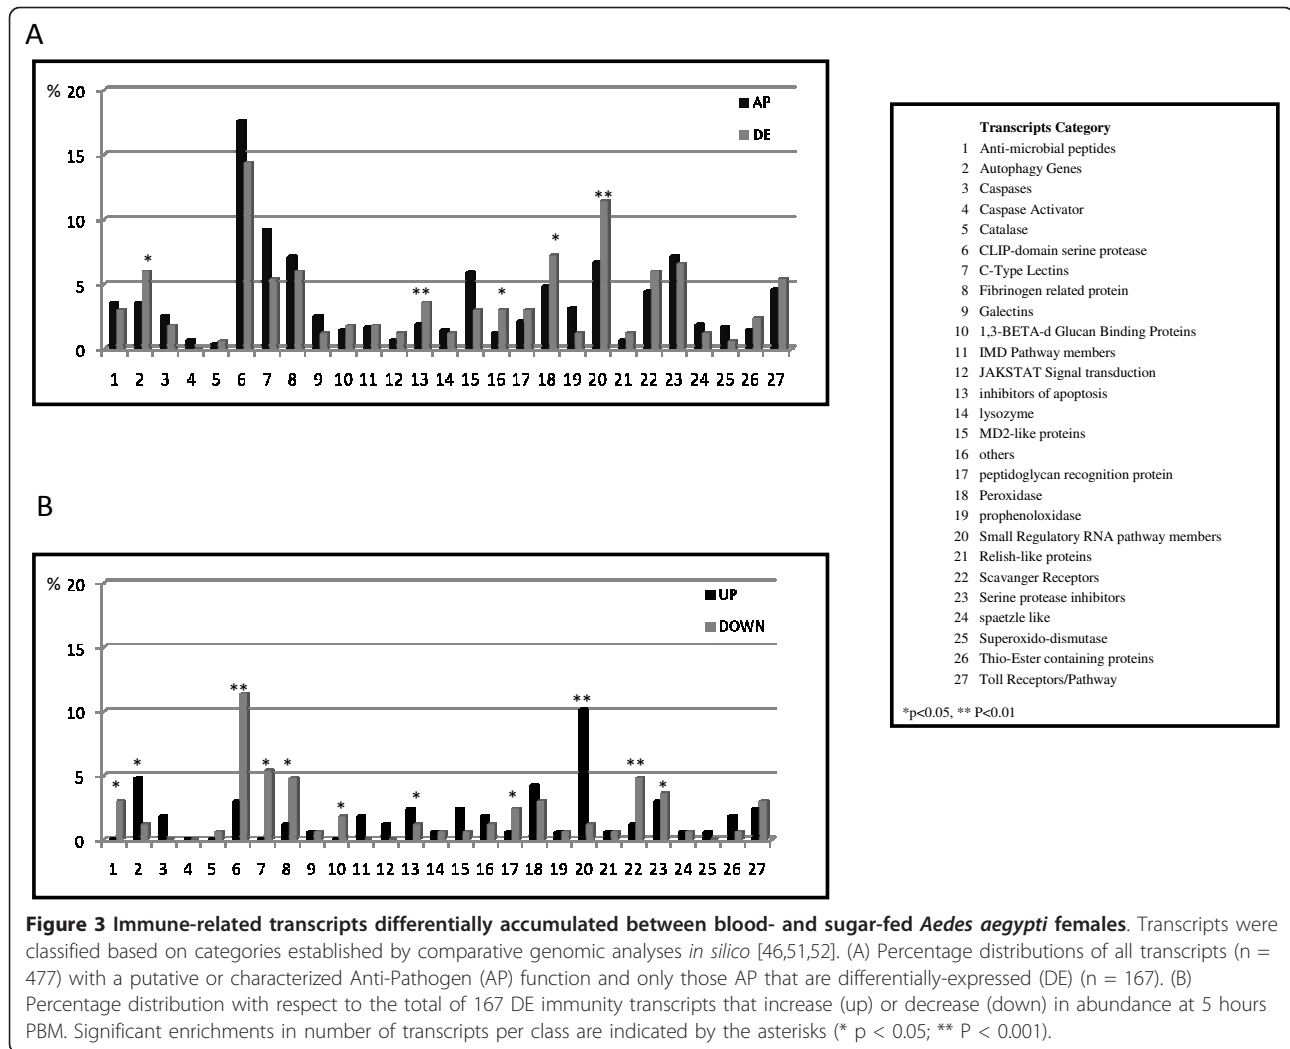 A
% 20
15
10
5
0
AP
DE
*
**
*
*
**
1 2 3 4 5 6 7 8 9 10 11 12 13 14 15 16 17 18 19 20 21 22 23 24 25 26 27
B
% 20
15
10
5
0
UP
DOWN
*
*
**
*
*
*
*
*
**
**
*
1 2 3 4 5 6 7 8 9 10 11 12 13 14 15 16 17 18 19 20 21 22 23 24 25 26 27
Transcripts Category
1 Anti-microbial peptides
2 Autophagy Genes
3 Caspases
4 Caspase Activator
5 Catalase
6 CLIP-domain serine protease
7 C-Type Lectins
8 Fibrinogen related protein
9 Galectins
10 1,3-BETA-d Glucan Binding Proteins
11 IMD Pathway members
12 JAKSTAT Signal transduction
13 inhibitors of apoptosis
14 lysozyme
15 MD2-like proteins
16 others
17 peptidoglycan recognition protein
18 Peroxidase
19 prophenoloxidase
20 Small Regulatory RNA pathway members
21 Relish-like proteins
22 Scavanger Receptors
23 Serine protease inhibitors
24 spaetzle like
25 Superoxido-dismutase
26 Thio-Ester containing proteins
27 Toll Receptors/Pathway
*p<0.05, ** P<0.01
Figure 3 Immune-related transcripts differentially accumulated between blood- and sugar-fed Aedes aegypti females. Transcripts were
classified based on categories established by comparative genomic analyses in silico [46,51,52]. (A) Percentage distributions of all transcripts (n =
477) with a putative or characterized Anti-Pathogen (AP) function and only those AP that are differentially-expressed (DE) (n = 167). (B)
Percentage distribution with respect to the total of 167 DE immunity transcripts that increase (up) or decrease (down) in abundance at 5 hours
PBM. Significant enrichments in number of transcripts per class are indicated by the asterisks (* p < 0.05; ** P < 0.001).